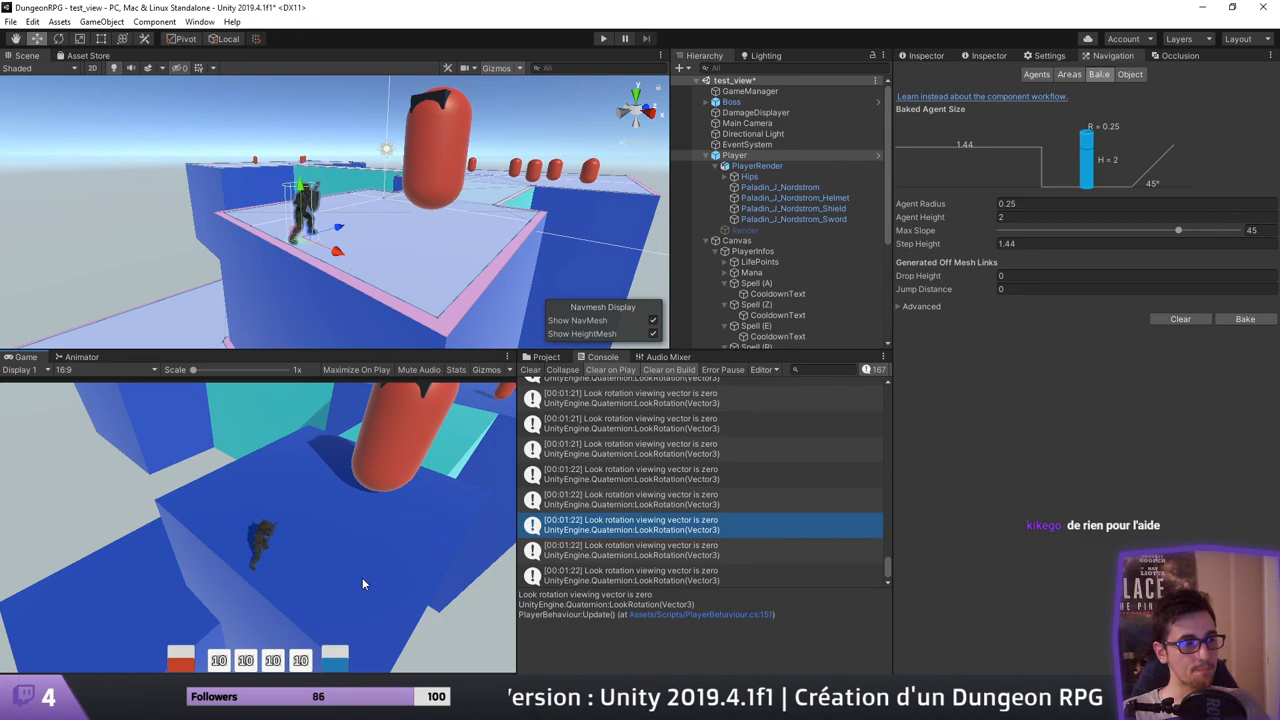 DungeonRPG - test_view - PC, Mac & Linux Standalone - Unity 2019.4.1f1* <DX11>
File Edit Assets GameObject Component Window Help
Pivot Local Account Layers Layout
Scene Asset Store
Shaded 2D 0 Gizmos All
y x z
Navmesh Display
Show NavMesh
Show HeightMesh
Hierarchy Lighting
All
test_view*
GameManager
Boss
DamageDisplayer
Main Camera
Directional Light
EventSystem
Player
PlayerRender
Hips
Paladin_J_Nordstrom
Paladin_J_Nordstrom_Helmet
Paladin_J_Nordstrom_Shield
Paladin_J_Nordstrom_Sword
Render
Canvas
PlayerInfos
LifePoints
Mana
Spell (A)
CooldownText
Spell (Z)
CooldownText
Spell (E)
CooldownText
Spell (R)
Inspector Inspector Settings Navigation Occlusion
Agents Areas Bake Object
Learn instead about the component workflow.
Baked Agent Size
R = 0.25
1.44
H = 2
45°
Agent Radius 0.25
Agent Height 2
Max Slope 45
Step Height 1.44
Generated Off Mesh Links
Drop Height 0
Jump Distance 0
Advanced
Clear Bake
Game Animator
Display 1 16:9 Scale 1x Maximize On Play Mute Audio Stats Gizmos
10 10 10 10
Project Console Audio Mixer
Clear Collapse Clear on Play Clear on Build Error Pause Editor 167
UnityEngine.Quaternion:LookRotation(Vector3)
[00:01:21] Look rotation viewing vector is zero
UnityEngine.Quaternion:LookRotation(Vector3)
[00:01:21] Look rotation viewing vector is zero
UnityEngine.Quaternion:LookRotation(Vector3)
[00:01:21] Look rotation viewing vector is zero
UnityEngine.Quaternion:LookRotation(Vector3)
[00:01:22] Look rotation viewing vector is zero
UnityEngine.Quaternion:LookRotation(Vector3)
[00:01:22] Look rotation viewing vector is zero
UnityEngine.Quaternion:LookRotation(Vector3)
[00:01:22] Look rotation viewing vector is zero
UnityEngine.Quaternion:LookRotation(Vector3)
[00:01:22] Look rotation viewing vector is zero
UnityEngine.Quaternion:LookRotation(Vector3)
[00:01:22] Look rotation viewing vector is zero
UnityEngine.Quaternion:LookRotation(Vector3)
Look rotation viewing vector is zero
UnityEngine.Quaternion:LookRotation(Vector3)
PlayerBehaviour:Update() (at Assets/Scripts/PlayerBehaviour.cs:151)
kikego de rien pour l'aide
RAY LIOTTA
LACE
THE PIN
4 Followers 86 100 Version : Unity 2019.4.1f1 | Création d'un Dungeon RPG